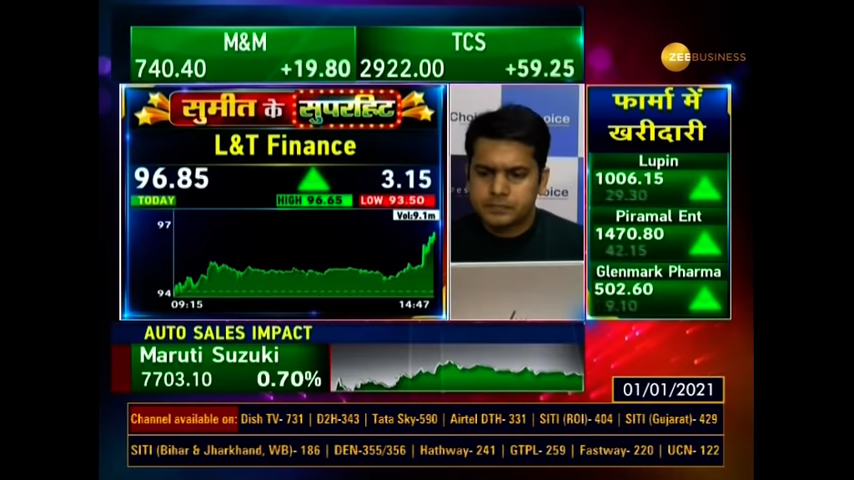 M&M
740.40 +19.80
TCS
2922.00 +59.25
ZEE BUSINESS
सुमीत के सुपरहिट
L&T Finance
96.85 3.15
TODAY HIGH 96.65 LOW 93.50
Vol:9.1m
97
94
09:15 14:47
Choi
oice
oice
फार्मा में
खरीदारी
Lupin
1006.15
29.30
Piramal Ent
1470.80
42.15
Glenmark Pharma
502.60
9.10
AUTO SALES IMPACT
Maruti Suzuki
7703.10 0.70%
01/01/2021
Channel available on: Dish TV- 731 | D2H-343 | Tata Sky-590 | Airtel DTH- 331 | SITI (ROI)- 404 | SITI (Gujarat)- 429
SITI (Bihar & Jharkhand, WB)- 186 | DEN-355/356 | Hathway- 241 | GTPL- 259 | Fastway- 220 | UCN- 122